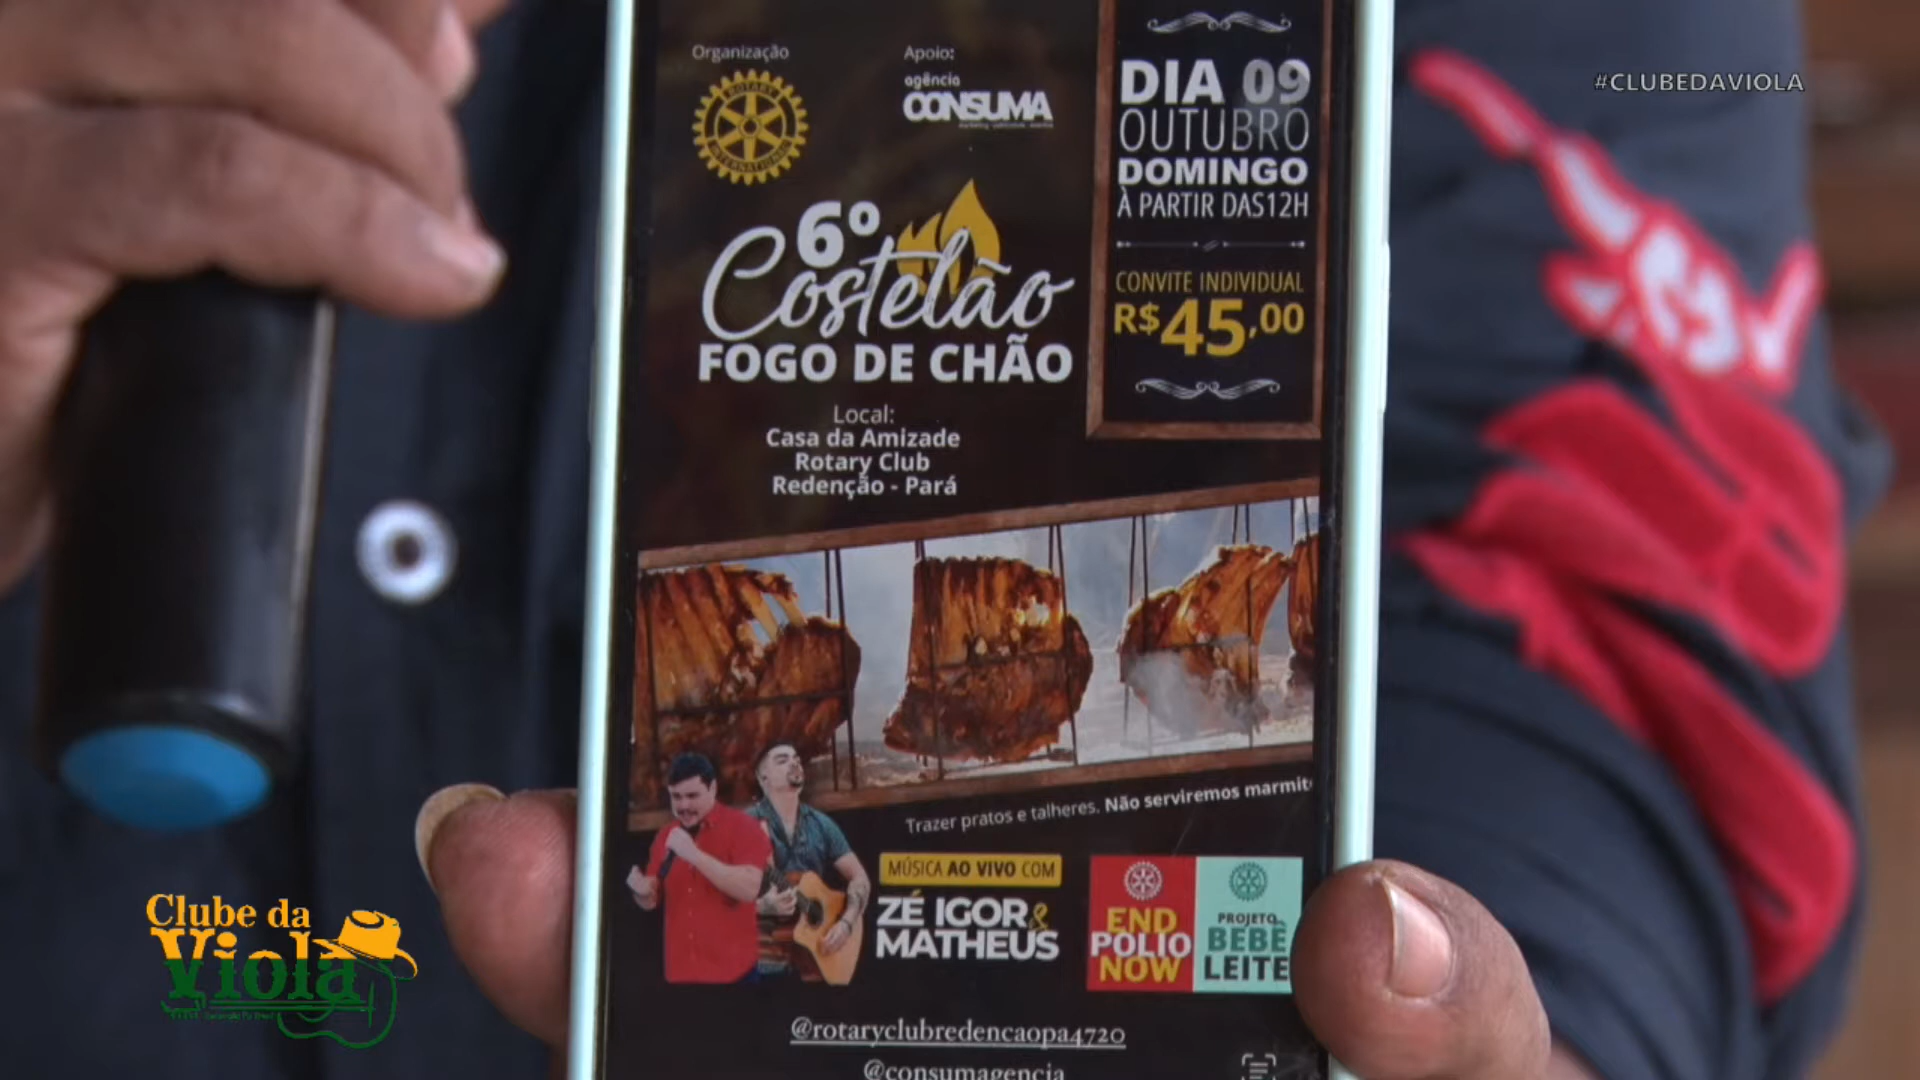 #CLUBEDAVIOLA
Organização
ROTARY
INTERNATIONAL
Apoio:
agência
CONSUMA
DIA 09
OUTUBRO
DOMINGO
À PARTIR DAS12H
CONVITE INDIVIDUAL
R$45,00
6º
Costelão
FOGO DE CHÃO
Local:
Casa da Amizade
Rotary Club
Redenção - Pará
Trazer pratos e talheres. Não serviremos marmit
MÚSICA AO VIVO COM
ZÉ IGOR &
MATHEUS
END
POLIO
NOW
PROJETO
BEBÊ
LEITE
@rotaryclubredencaopa4720
@consumagencia
Clube da
Viola